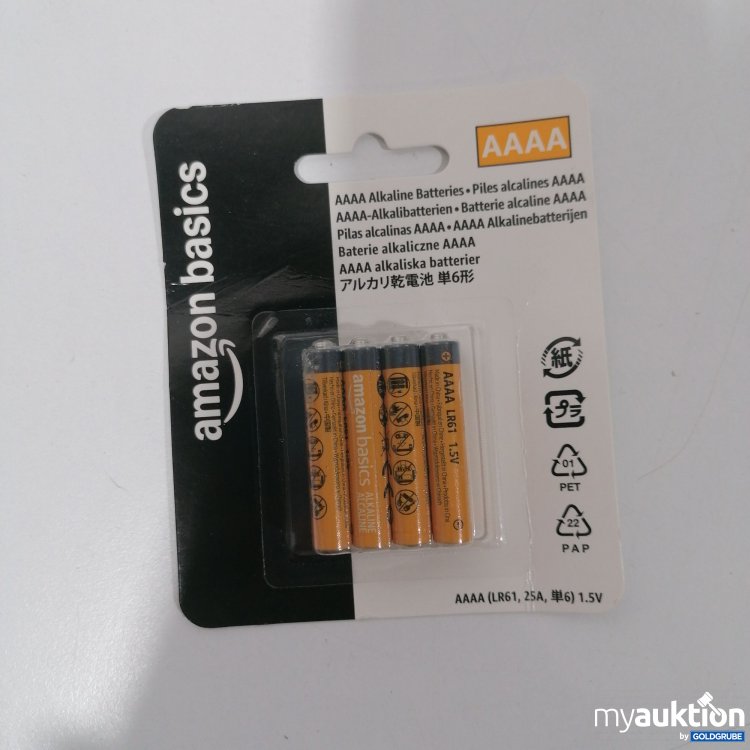 amazon basics
AAAA
AAAA Alkaline Batteries • Piles alcalines AAAA
AAAA-Alkalibatterien • Batterie alcaline AAAA
Pilas alcalinas AAAA • AAAA Alkalinebatterijen
Baterie alkaliczne AAAA
AAAA alkaliska batterier
アルカリ乾電池 単6形
紙
プラ
01
PET
22
PAP
amazon basics
ALKALINE
ALCALINE
AAAA LR61 1.5V
AAAA (LR61, 25A, 単6) 1.5V
myauktion
by GOLDGRUBE